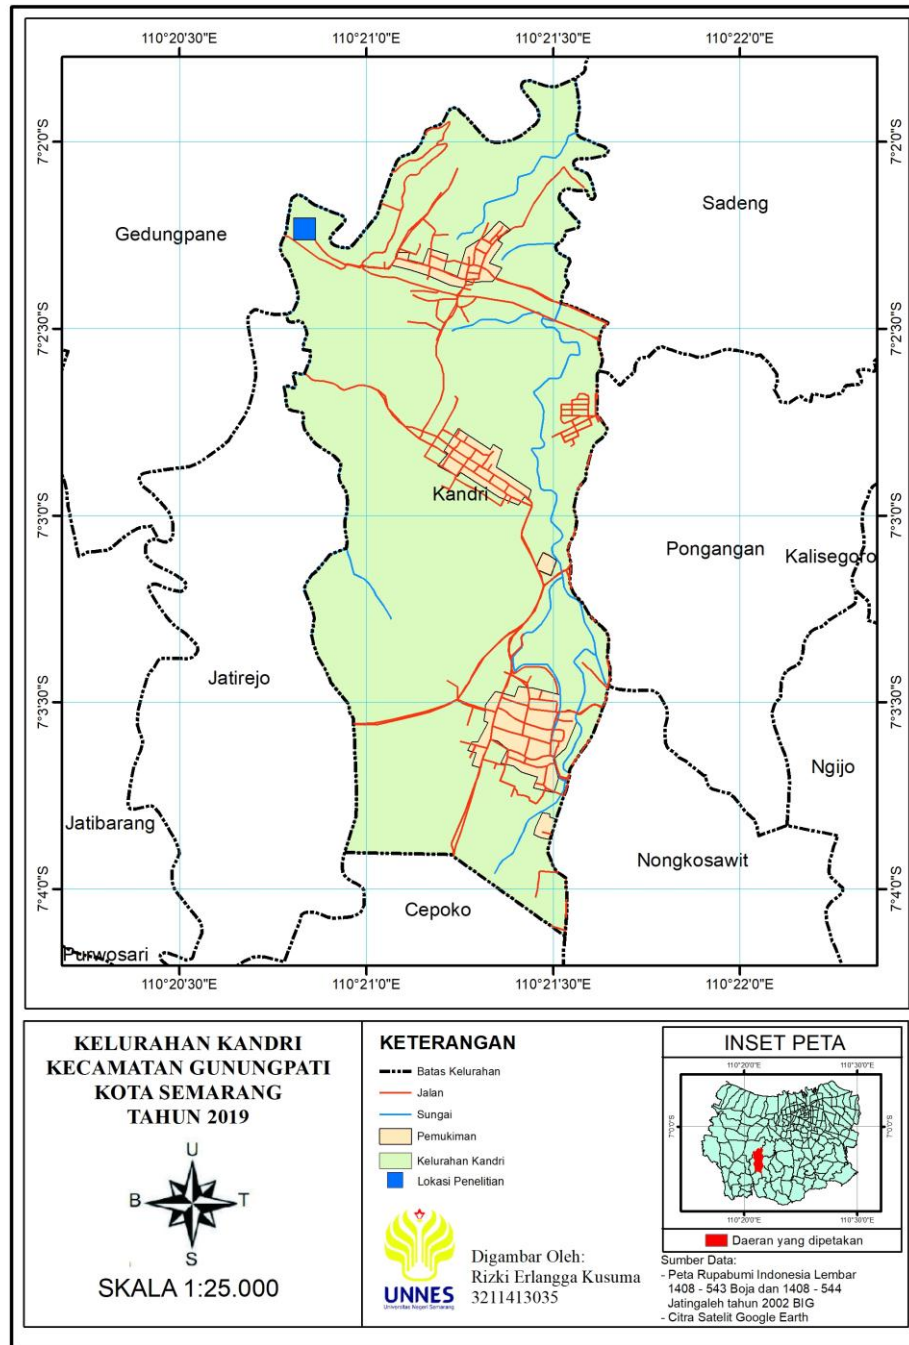 110°20'30"E 110°21'0"E 110°21'30"E 110°22'0"E
7°2'0"S
7°2'0"S
Sadeng
Gedungpane
7°2'30"S
7°2'30"S
Kandri
7°3'0"S
7°3'0"S
Pongangan
Kalisegoro
Jatirejo
7°3'30"S
7°3'30"S
Ngijo
Jatibarang
Nongkosawit
7°4'0"S
7°4'0"S
Cepoko
Purwosari
110°20'30"E 110°21'0"E 110°21'30"E 110°22'0"E
KELURAHAN KANDRI
KECAMATAN GUNUNGPATI
KOTA SEMARANG
TAHUN 2019
U
B T
S
SKALA 1:25.000
KETERANGAN
Batas Kelurahan
Jalan
Sungai
Pemukiman
Kelurahan Kandri
Lokasi Penelitian
UNNES
Universitas Negeri Semarang
Digambar Oleh:
Rizki Erlangga Kusuma
3211413035
INSET PETA
110°20'0"E 110°30'0"E
7°0'0"S
7°0'0"S
110°20'0"E 110°30'0"E
Daeran yang dipetakan
Sumber Data:
- Peta Rupabumi Indonesia Lembar
1408 - 543 Boja dan 1408 - 544
Jatingaleh tahun 2002 BIG
- Citra Satelit Google Earth